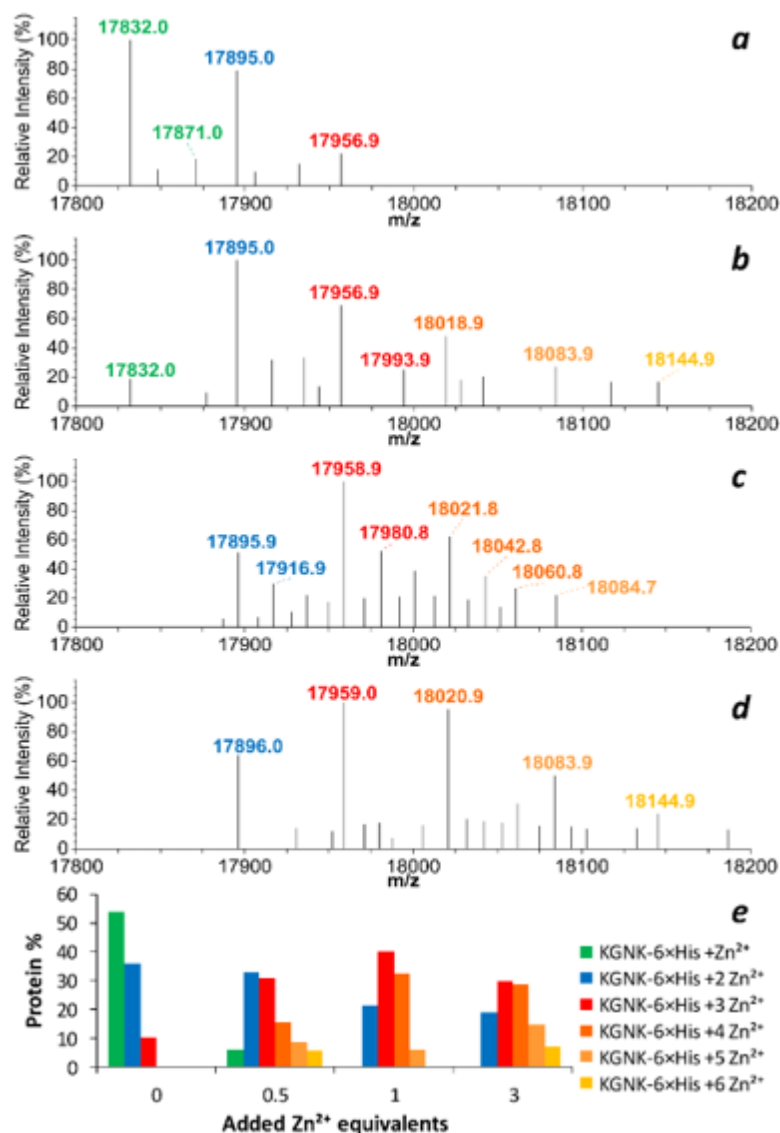 a
Relative Intensity (%)
100
80
60
40
20
0
17832.0
17871.0
17895.0
17956.9
17800 17900 18000 18100 18200
m/z
b
Relative Intensity (%)
100
80
60
40
20
0
17832.0
17895.0
17956.9
17993.9
18018.9
18083.9
18144.9
17800 17900 18000 18100 18200
m/z
c
Relative Intensity (%)
100
80
60
40
20
0
17895.9
17916.9
17958.9
17980.8
18021.8
18042.8
18060.8
18084.7
17800 17900 18000 18100 18200
m/z
d
Relative Intensity (%)
100
80
60
40
20
0
17896.0
17959.0
18020.9
18083.9
18144.9
17800 17900 18000 18100 18200
m/z
e
Protein %
60
50
40
30
20
10
0
0 0.5 1 3
Added Zn²⁺ equivalents
KGNK-6×His +Zn²⁺
KGNK-6×His +2 Zn²⁺
KGNK-6×His +3 Zn²⁺
KGNK-6×His +4 Zn²⁺
KGNK-6×His +5 Zn²⁺
KGNK-6×His +6 Zn²⁺